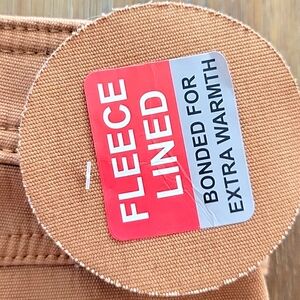 FLEECE
LINED
BONDED FOR
EXTRA WARMTH